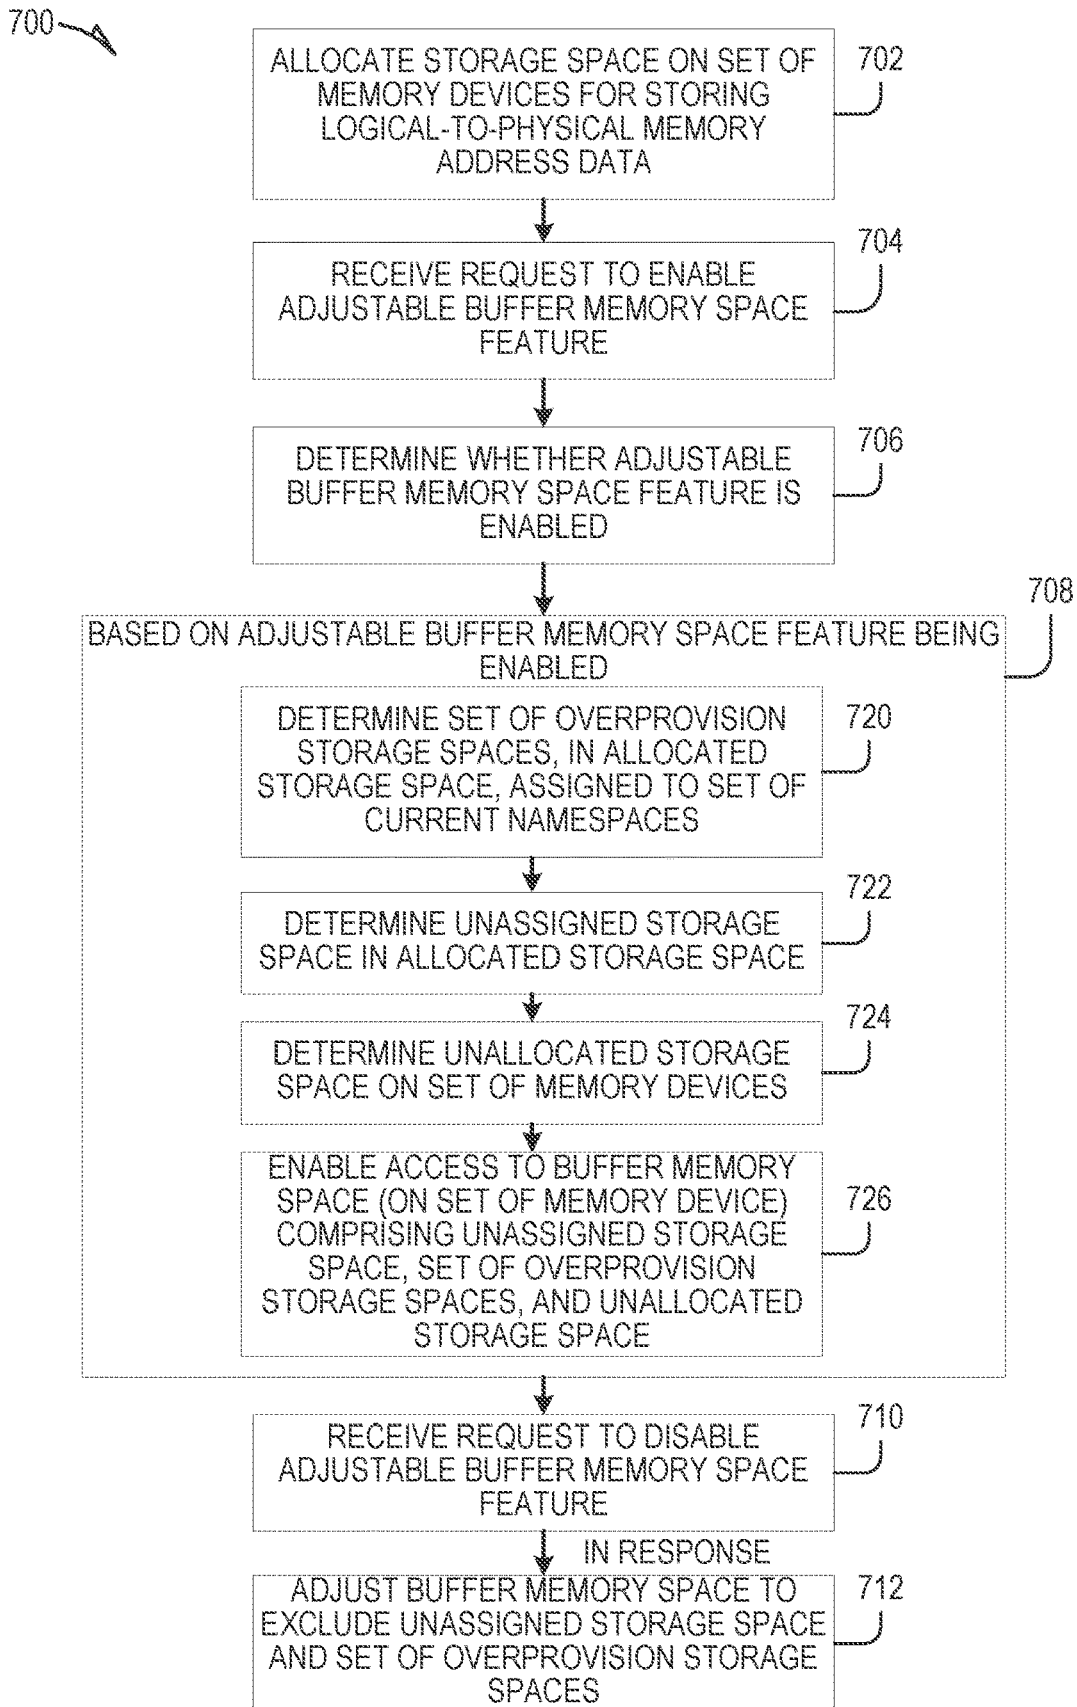 700
ALLOCATE STORAGE SPACE ON SET OF
MEMORY DEVICES FOR STORING
LOGICAL-TO-PHYSICAL MEMORY
ADDRESS DATA
702
RECEIVE REQUEST TO ENABLE
ADJUSTABLE BUFFER MEMORY SPACE
FEATURE
704
DETERMINE WHETHER ADJUSTABLE
BUFFER MEMORY SPACE FEATURE IS
ENABLED
706
708
BASED ON ADJUSTABLE BUFFER MEMORY SPACE FEATURE BEING
ENABLED
DETERMINE SET OF OVERPROVISION
STORAGE SPACES, IN ALLOCATED
STORAGE SPACE, ASSIGNED TO SET OF
CURRENT NAMESPACES
720
DETERMINE UNASSIGNED STORAGE
SPACE IN ALLOCATED STORAGE SPACE
722
DETERMINE UNALLOCATED STORAGE
SPACE ON SET OF MEMORY DEVICES
724
ENABLE ACCESS TO BUFFER MEMORY
SPACE (ON SET OF MEMORY DEVICE)
COMPRISING UNASSIGNED STORAGE
SPACE, SET OF OVERPROVISION
STORAGE SPACES, AND UNALLOCATED
STORAGE SPACE
726
RECEIVE REQUEST TO DISABLE
ADJUSTABLE BUFFER MEMORY SPACE
FEATURE
710
IN RESPONSE
ADJUST BUFFER MEMORY SPACE TO
EXCLUDE UNASSIGNED STORAGE SPACE
AND SET OF OVERPROVISION STORAGE
SPACES
712